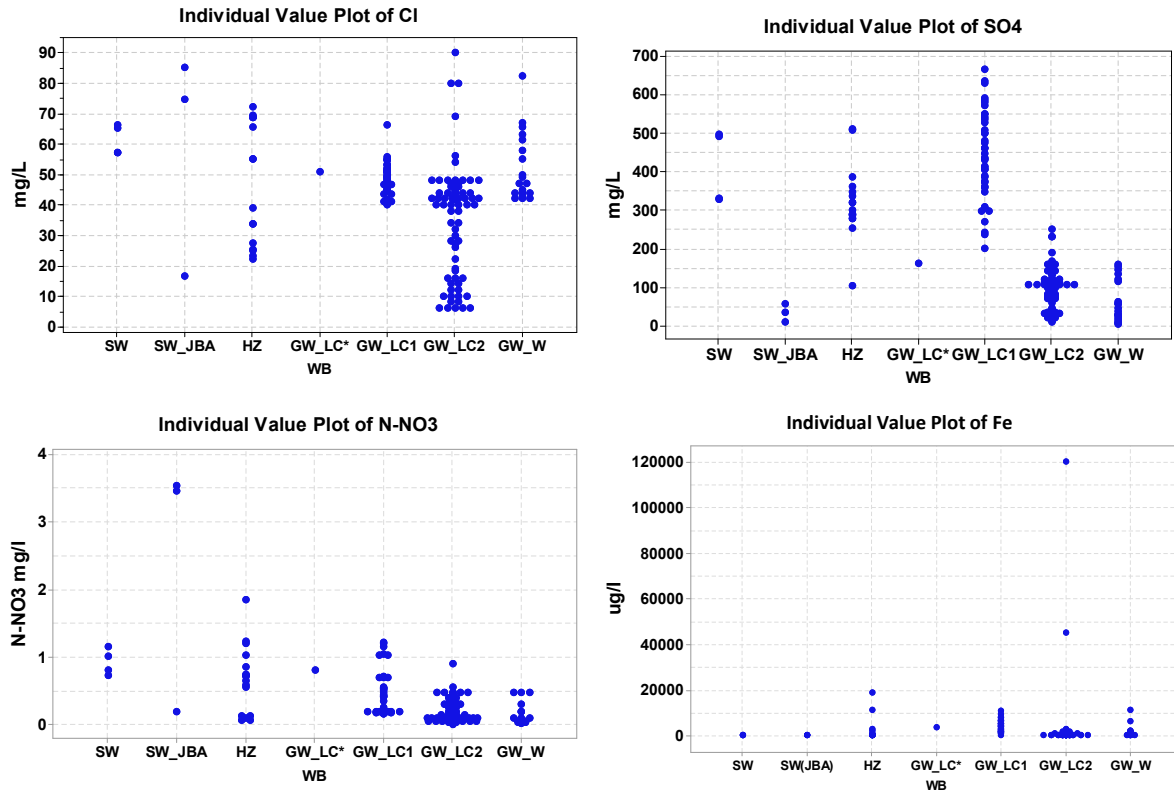 Individual Value Plot of Cl
90
80
70
60
50
40
30
20
10
0
mg/L
SW SW_JBA HZ GW_LC* GW_LC1 GW_LC2 GW_W
WB
Individual Value Plot of SO4
700
600
500
400
300
200
100
0
mg/L
SW SW_JBA HZ GW_LC* GW_LC1 GW_LC2 GW_W
WB
Individual Value Plot of N-NO3
4
3
2
1
0
N-NO3 mg/l
SW SW_JBA HZ GW_LC* GW_LC1 GW_LC2 GW_W
WB
Individual Value Plot of Fe
120000
100000
80000
60000
40000
20000
0
ug/l
SW SW(JBA) HZ GW_LC* GW_LC1 GW_LC2 GW_W
WB